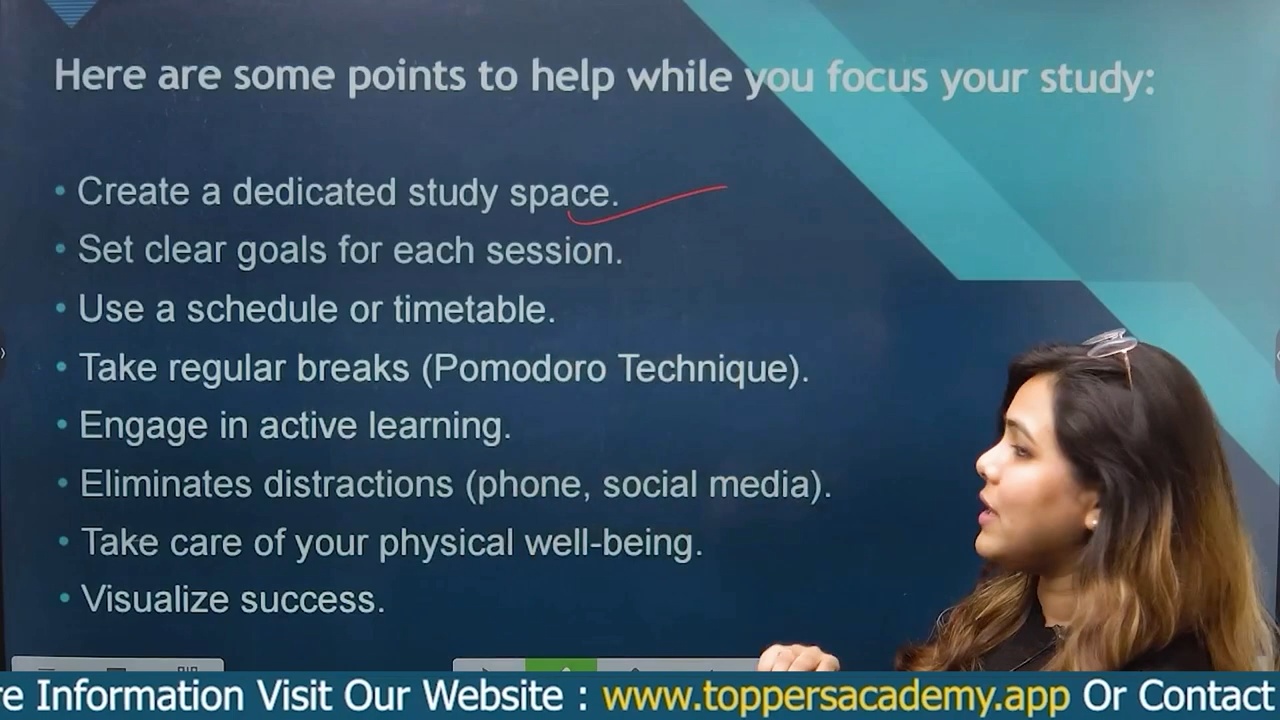 Here are some points to help while you focus your study:
• Create a dedicated study space.
• Set clear goals for each session.
• Use a schedule or timetable.
• Take regular breaks (Pomodoro Technique).
• Engage in active learning.
• Eliminates distractions (phone, social media).
• Take care of your physical well-being.
• Visualize success.
re Information Visit Our Website : www.toppersacademy.app Or Contact